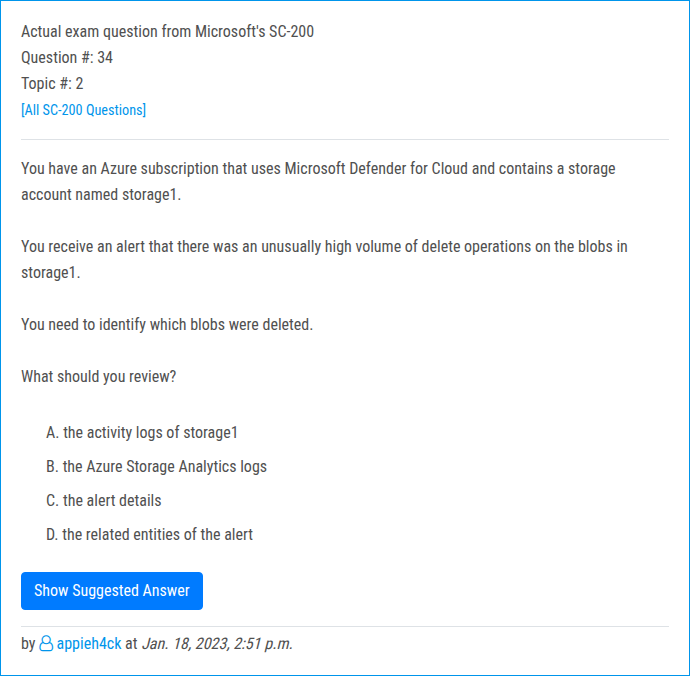 Actual exam question from Microsoft's SC-200
Question #: 34
Topic #: 2
[All SC-200 Questions]
You have an Azure subscription that uses Microsoft Defender for Cloud and contains a storage
account named storage1.
You receive an alert that there was an unusually high volume of delete operations on the blobs in
storage1.
You need to identify which blobs were deleted.
What should you review?
A. the activity logs of storage1
B. the Azure Storage Analytics logs
C. the alert details
D. the related entities of the alert
Show Suggested Answer
by appieh4ck at Jan. 18, 2023, 2:51 p.m.